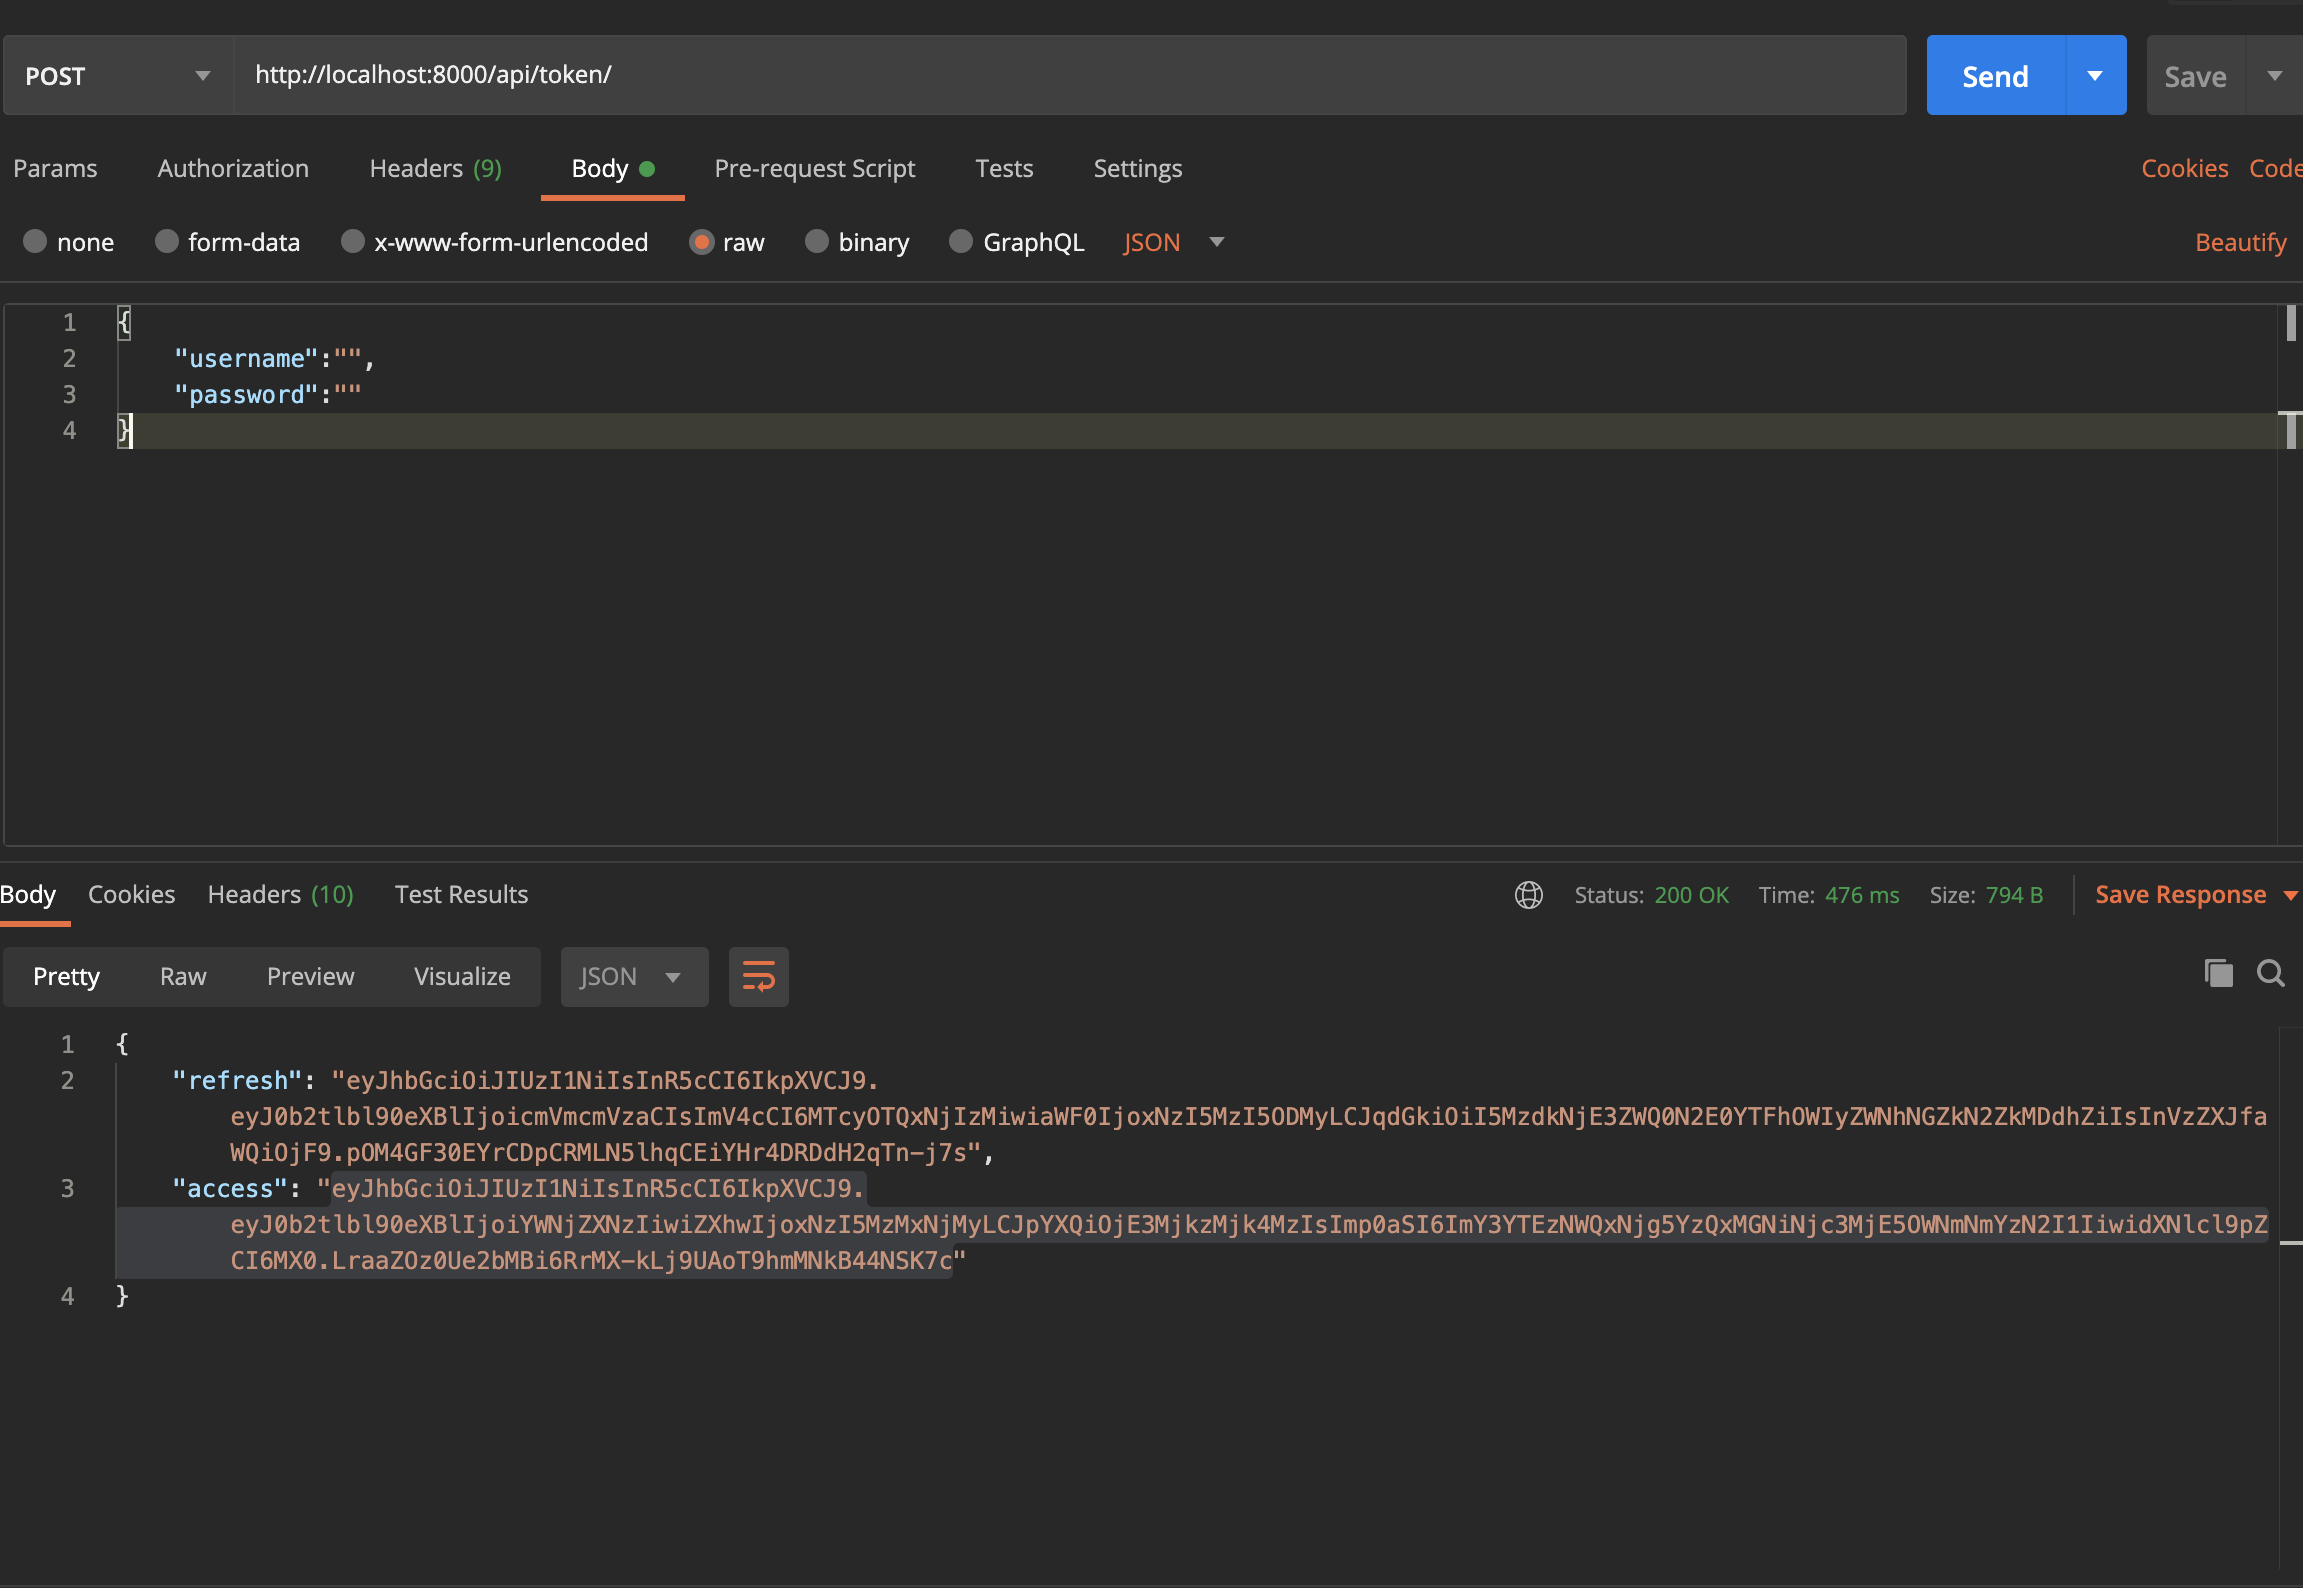 POST http://localhost:8000/api/token/ Send Save
Params Authorization Headers (9) Body Pre-request Script Tests Settings Cookies Code
none form-data x-www-form-urlencoded raw binary GraphQL JSON Beautify
1 {
2 "username":"",
3 "password":""
4 }
Body Cookies Headers (10) Test Results Status: 200 OK Time: 476 ms Size: 794 B Save Response
Pretty Raw Preview Visualize JSON
1 {
2 "refresh": "eyJhbGciOiJIUzI1NiIsInR5cCI6IkpXVCJ9.
eyJ0b2tlbl90eXBlIjoicmVmcmVzaCIsImV4cCI6MTcyOTQxNjIzMiwiaWF0IjoxNzI5MzI5ODMyLCJqdGkiOiI5MzdkNjE3ZWQ0N2E0YTFhOWIyZWNhNGZkN2ZkMDdhZiIsInVzZXJfa
WQiOjF9.pOM4GF30EYrCDpCRMLN5lhqCEiYHr4DRDdH2qTn-j7s",
3 "access": "eyJhbGciOiJIUzI1NiIsInR5cCI6IkpXVCJ9.
eyJ0b2tlbl90eXBlIjoiYWNjZXNzIiwiZXhwIjoxNzI5MzMxNjMyLCJpYXQiOjE3MjkzMjk4MzIsImp0aSI6ImY3YTEzNWQxNjg5YzQxMGNiNjc3MjE5OWNmNmYzN2I1IiwidXNlcl9pZ
CI6MX0.LraaZOz0Ue2bMBi6RrMX-kLj9UAoT9hmMNkB44NSK7c"
4 }